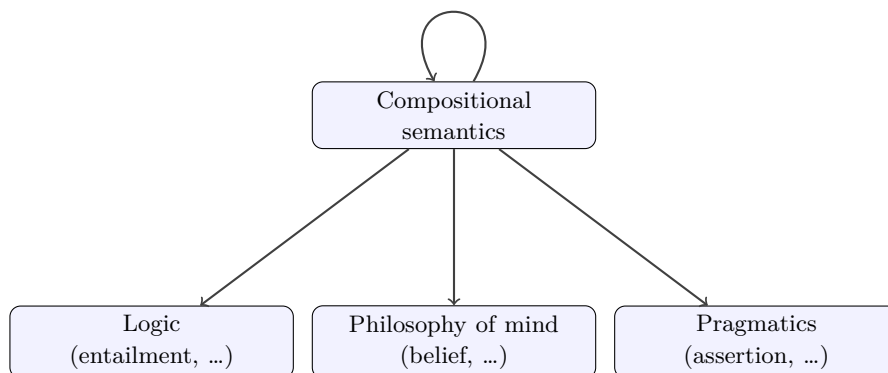 Compositional
semantics
Logic
(entailment, …)
Philosophy of mind
(belief, …)
Pragmatics
(assertion, …)